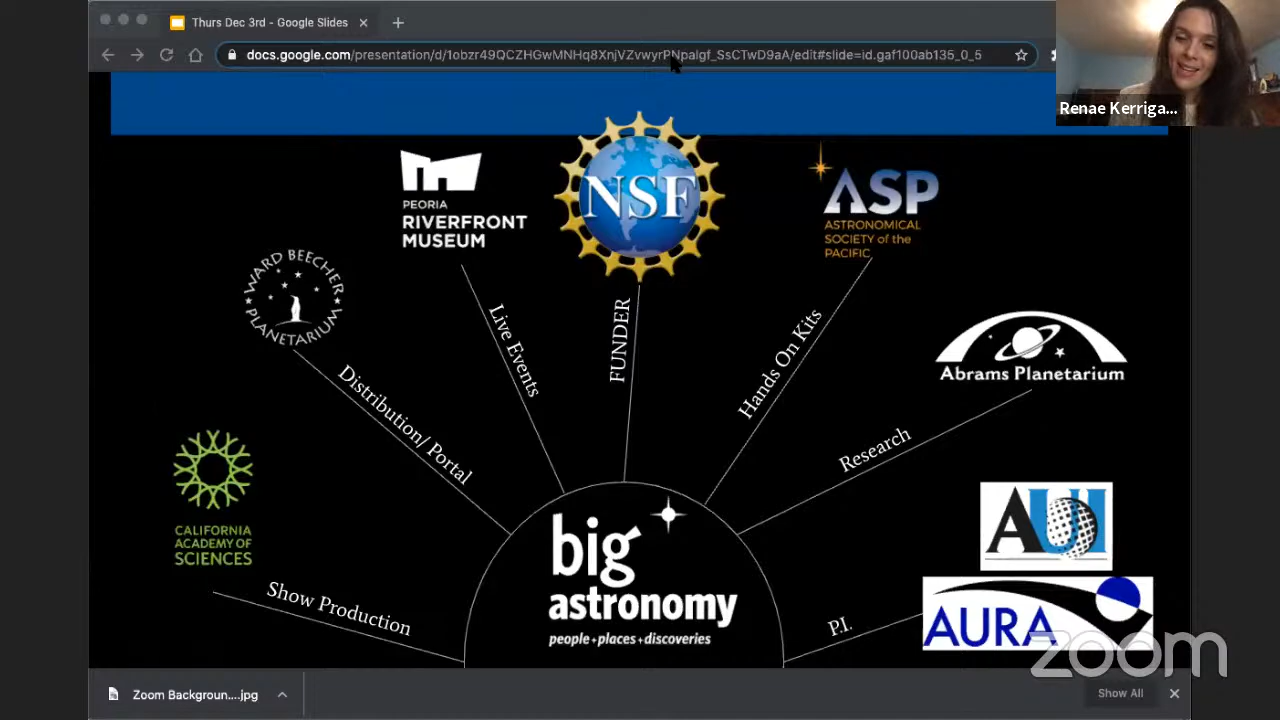 Thurs Dec 3rd - Google Slides
docs.google.com/presentation/d/1obzr49QCZHGwMNHq8XnjVZvwyrPNpalgf_SsCTwD9aA/edit#slide=id.gaf100ab135_0_5
Renae Kerriga...
PEORIA
RIVERFRONT
MUSEUM
NSF
ASP
ASTRONOMICAL
SOCIETY of the
PACIFIC
WARD BEECHER
PLANETARIUM
Live Events
FUNDER
Hands On Kits
Abrams Planetarium
Distribution/ Portal
Research
CALIFORNIA
ACADEMY OF
SCIENCES
AUI
big
astronomy
people+places+discoveries
Show Production
P.I.
AURA
zoom
Zoom Backgroun....jpg
Show All